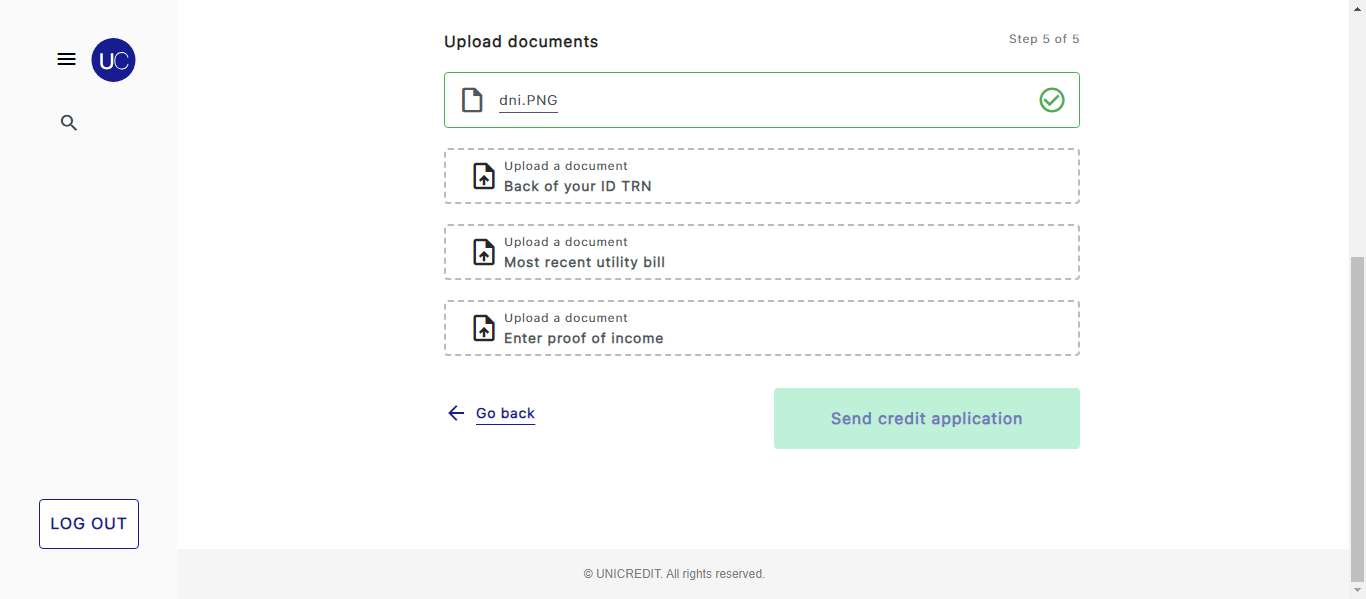 UC
Upload documents
Step 5 of 5
dni.PNG
Upload a document
Back of your ID TRN
Upload a document
Most recent utility bill
Upload a document
Enter proof of income
Go back
Send credit application
LOG OUT
© UNICREDIT. All rights reserved.